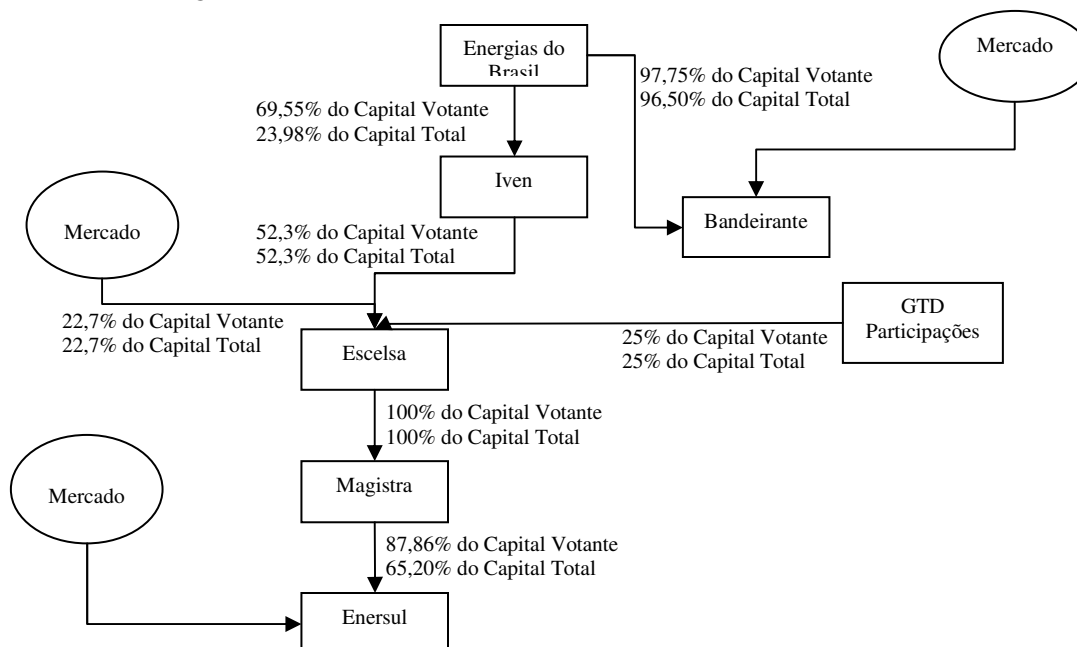 Energias do
Brasil
Mercado
97,75% do Capital Votante
96,50% do Capital Total
69,55% do Capital Votante
23,98% do Capital Total
Iven
Bandeirante
Mercado
52,3% do Capital Votante
52,3% do Capital Total
22,7% do Capital Votante
22,7% do Capital Total
GTD
Participações
25% do Capital Votante
25% do Capital Total
Escelsa
100% do Capital Votante
100% do Capital Total
Mercado
Magistra
87,86% do Capital Votante
65,20% do Capital Total
Enersul